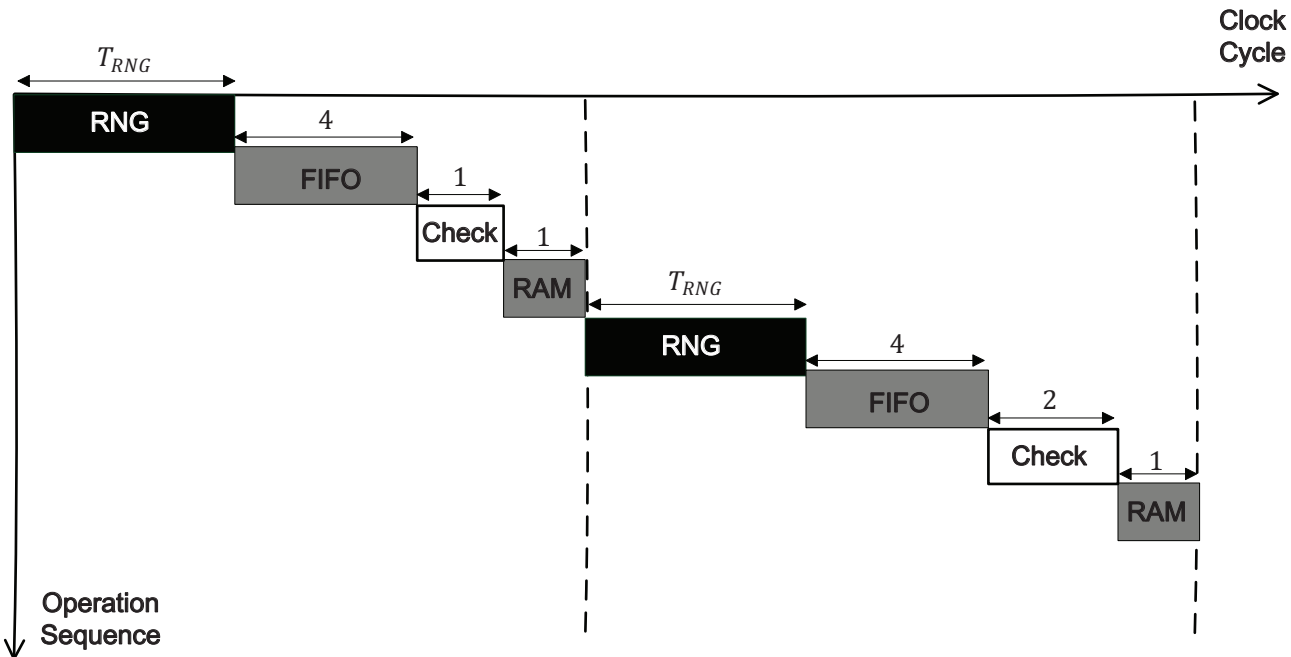 Clock
Cycle
T_RNG
RNG
4
FIFO
1
Check
1
RAM
T_RNG
RNG
4
FIFO
2
Check
1
RAM
Operation
Sequence